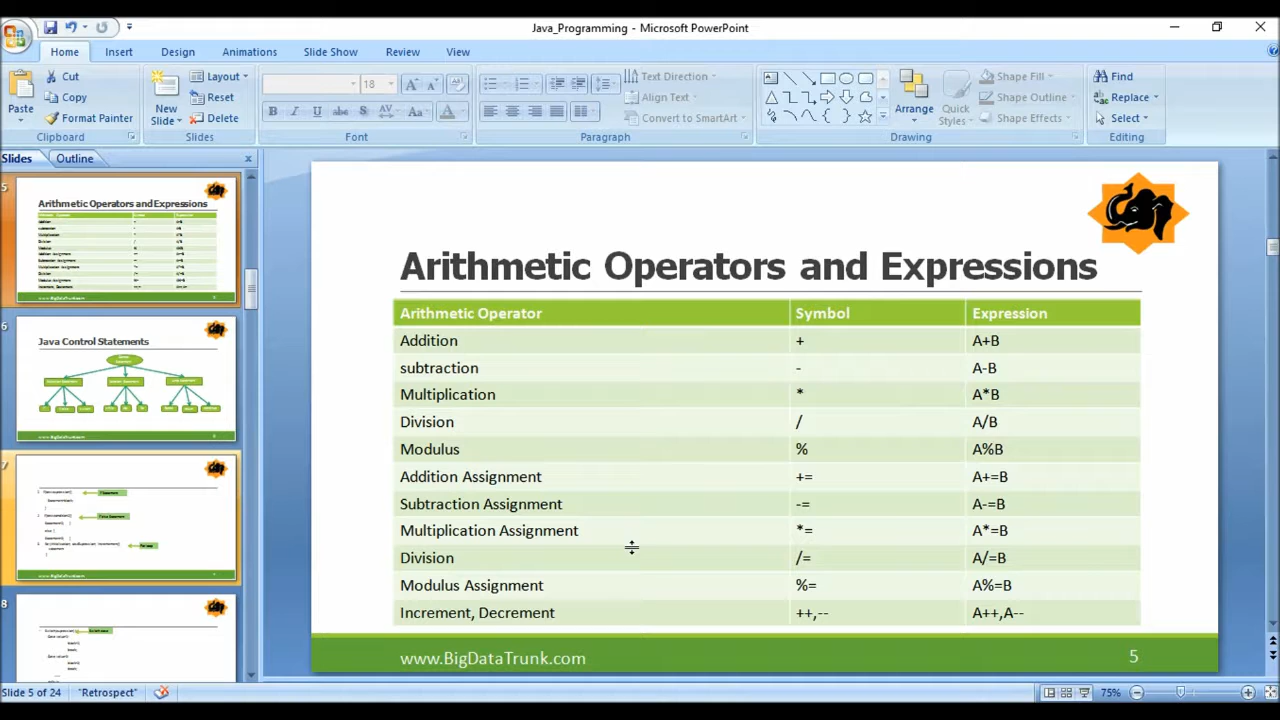 Java_Programming - Microsoft PowerPoint
Home Insert Design Animations Slide Show Review View
Paste Cut Copy Format Painter
Clipboard
New Slide Layout Reset Delete
Slides
18
Font
Text Direction
Align Text
Convert to SmartArt
Paragraph
Arrange Quick Styles Shape Fill Shape Outline Shape Effects
Drawing
Find
Replace
Select
Editing
Slides Outline
5
Arithmetic Operators and Expressions
6
Java Control Statements
7
8
Arithmetic Operators and Expressions
Arithmetic Operator Symbol Expression
Addition + A+B
subtraction - A-B
Multiplication * A*B
Division / A/B
Modulus % A%B
Addition Assignment += A+=B
Subtraction Assignment -= A-=B
Multiplication Assignment *= A*=B
Division /= A/=B
Modulus Assignment %= A%=B
Increment, Decrement ++,-- A++,A--
www.BigDataTrunk.com 5
Slide 5 of 24 "Retrospect" 75%